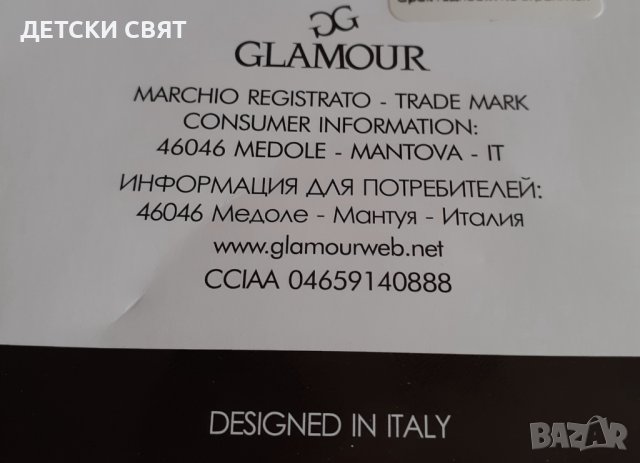 ДЕТСКИ СВЯТ
GLAMOUR
MARCHIO REGISTRATO - TRADE MARK
CONSUMER INFORMATION:
46046 MEDOLE - MANTOVA - IT
ИНФОРМАЦИЯ ДЛЯ ПОТРЕБИТЕЛЕЙ:
46046 Медоле - Мантуя - Италия
www.glamourweb.net
CCIAA 04659140888
DESIGNED IN ITALY
BAZAR